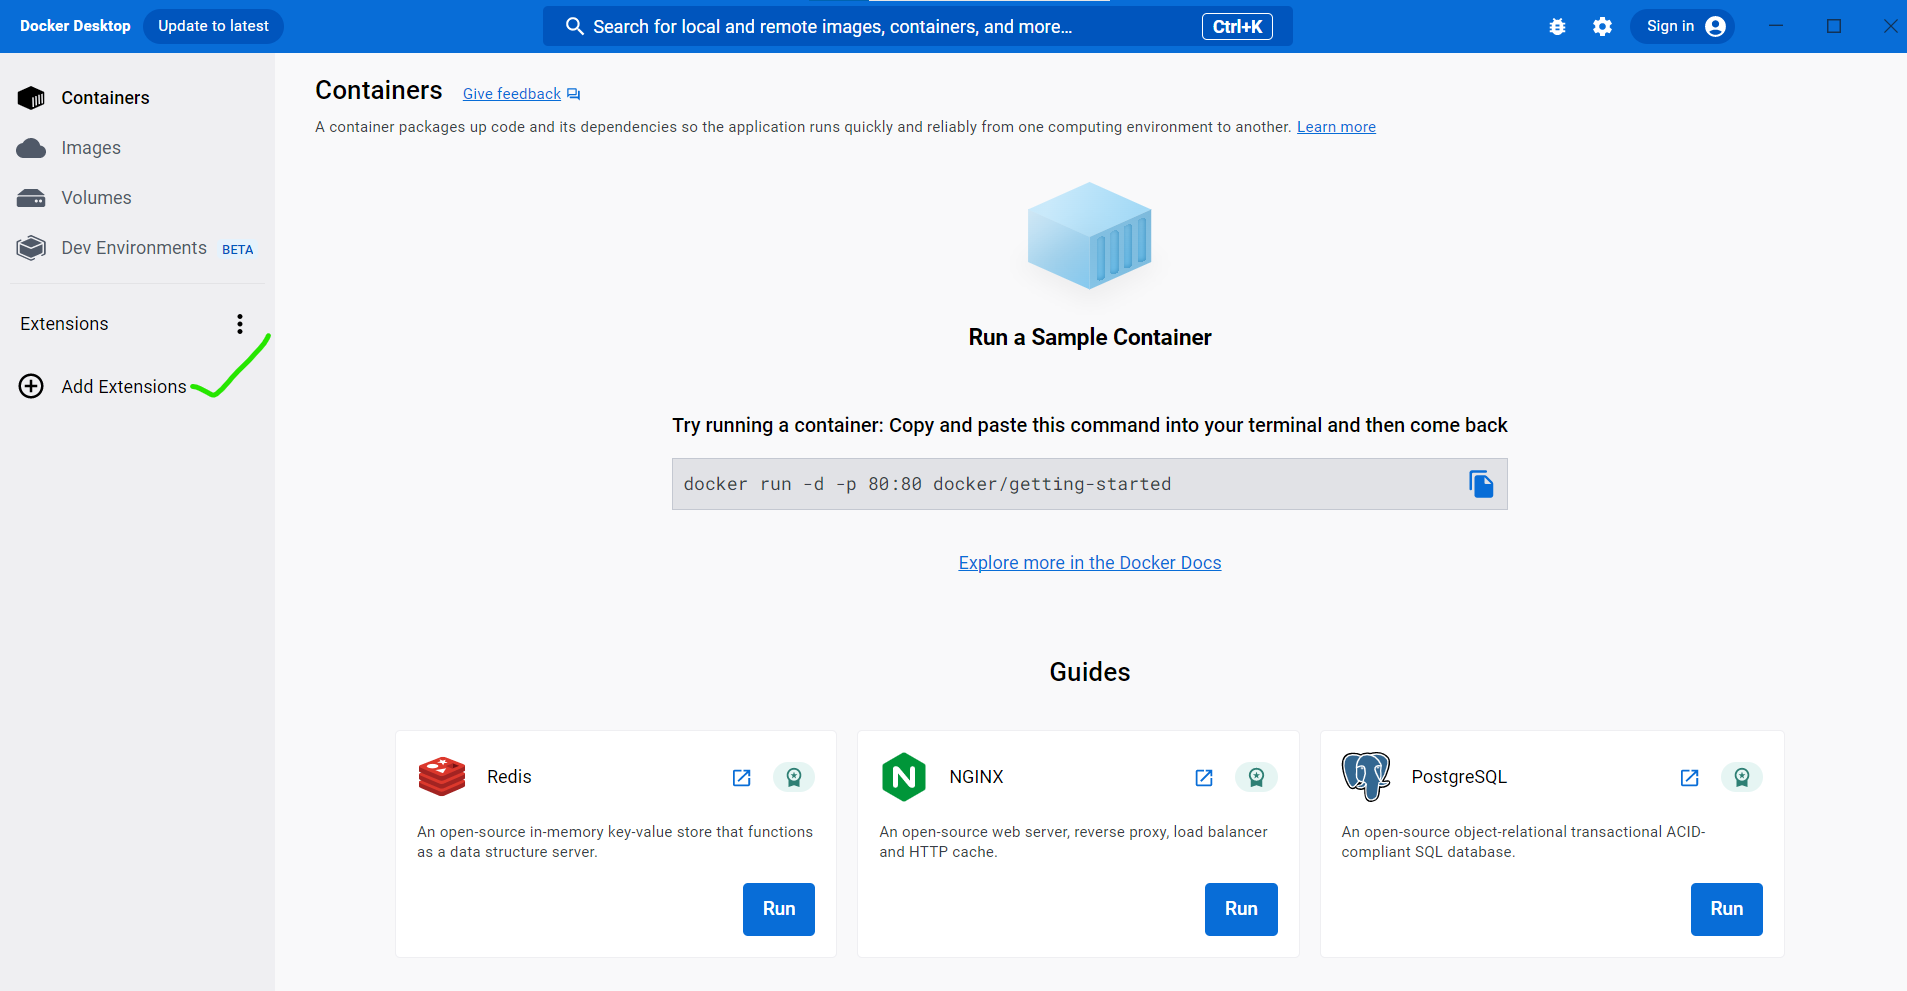 Docker Desktop Update to latest Search for local and remote images, containers, and more... Ctrl+K Sign in
Containers
Images
Volumes
Dev Environments BETA
Extensions
Add Extensions
Containers Give feedback
A container packages up code and its dependencies so the application runs quickly and reliably from one computing environment to another. Learn more
Run a Sample Container
Try running a container: Copy and paste this command into your terminal and then come back
docker run -d -p 80:80 docker/getting-started
Explore more in the Docker Docs
Guides
Redis
An open-source in-memory key-value store that functions
as a data structure server.
Run
N NGINX
An open-source web server, reverse proxy, load balancer
and HTTP cache.
Run
PostgreSQL
An open-source object-relational transactional ACID-
compliant SQL database.
Run